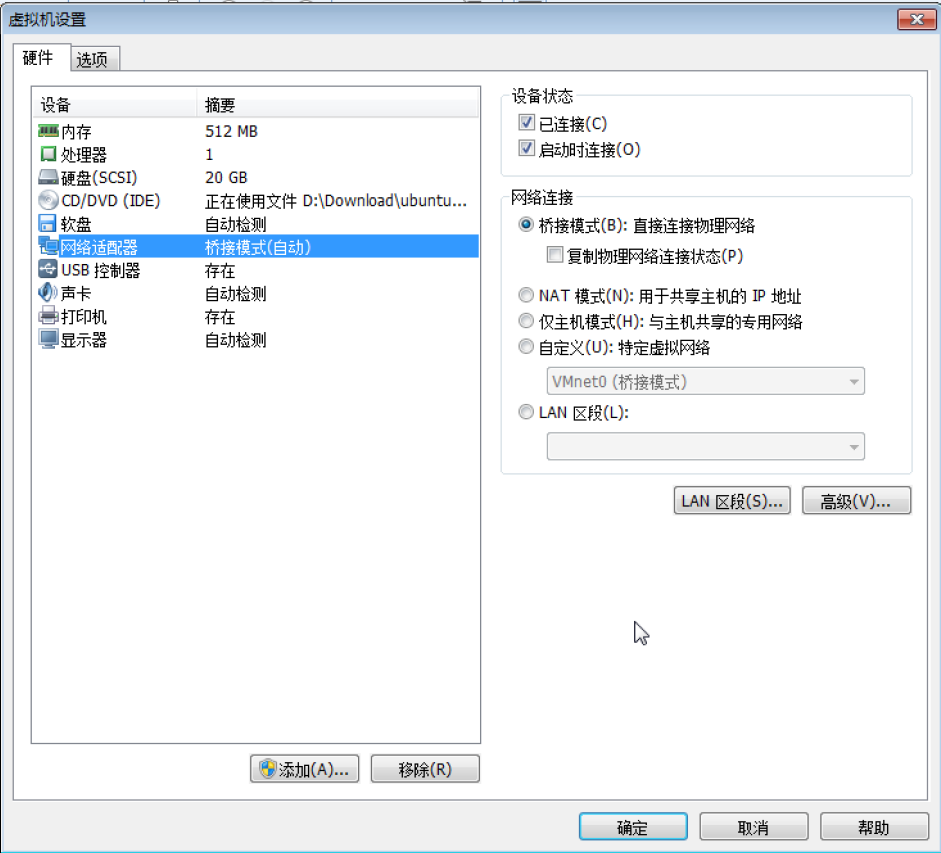 虚拟机设置
硬件 选项
设备 摘要
内存 512 MB
处理器 1
硬盘(SCSI) 20 GB
CD/DVD (IDE) 正在使用文件 D:\Download\ubuntu...
软盘 自动检测
网络适配器 桥接模式(自动)
USB 控制器 存在
声卡 自动检测
打印机 存在
显示器 自动检测
添加(A)... 移除(R)
设备状态
已连接(C)
启动时连接(O)
网络连接
桥接模式(B): 直接连接物理网络
复制物理网络连接状态(P)
NAT 模式(N): 用于共享主机的 IP 地址
仅主机模式(H): 与主机共享的专用网络
自定义(U): 特定虚拟网络
VMnet0 (桥接模式)
LAN 区段(L):
LAN 区段(S)... 高级(V)...
确定 取消 帮助